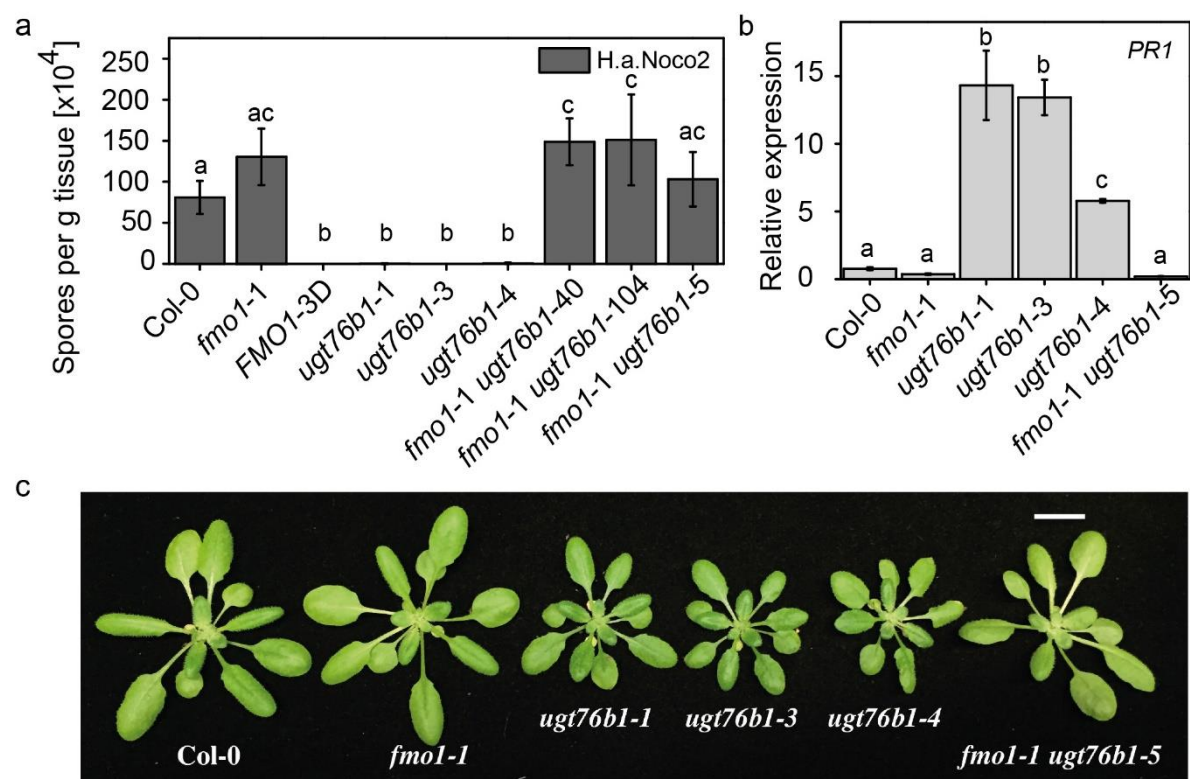 a
Spores per g tissue [x10⁴]
250
200
150
100
50
0
H.a.Noco2
a
ac
b
b
b
b
c
c
ac
Col-0
fmo1-1
FMO1-3D
ugt76b1-1
ugt76b1-3
ugt76b1-4
fmo1-1 ugt76b1-40
fmo1-1 ugt76b1-104
fmo1-1 ugt76b1-5
b
Relative expression
15
10
5
0
PR1
a
a
b
b
c
a
Col-0
fmo1-1
ugt76b1-1
ugt76b1-3
ugt76b1-4
fmo1-1 ugt76b1-5
c
Col-0
fmo1-1
ugt76b1-1
ugt76b1-3
ugt76b1-4
fmo1-1 ugt76b1-5